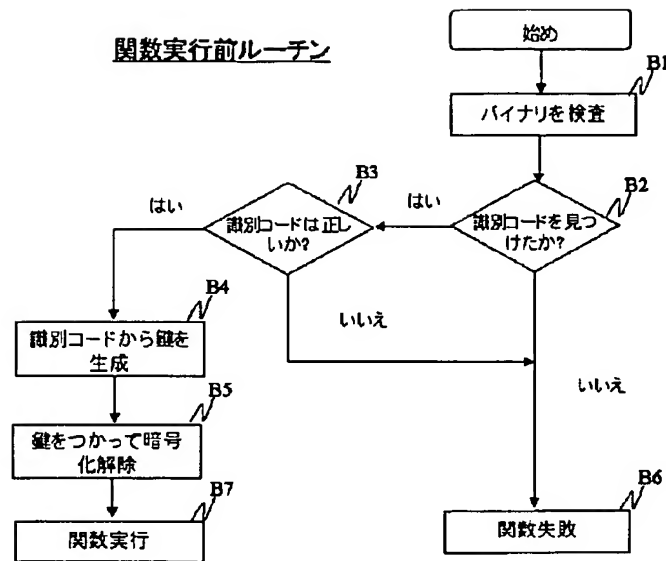 関数実行前ルーチン
始め
B1
バイナリを検査
B2
識別コードを見つ
けたか?
はい
B3
識別コードは正し
いか?
はい
いいえ
いいえ
B4
識別コードから鍵を
生成
B5
鍵をつかって暗号
化解除
B7
関数実行
B6
関数失敗